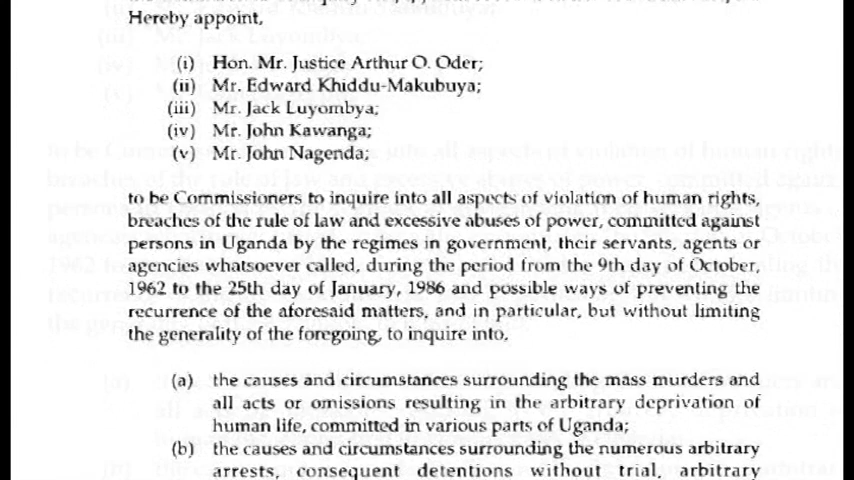 Hereby appoint,
(i) Hon. Mr. Justice Arthur O. Oder;
(ii) Mr. Edward Khiddu-Makubuya;
(iii) Mr. Jack Luyombya;
(iv) Mr. John Kawanga;
(v) Mr. John Nagenda;
to be Commissioners to inquire into all aspects of violation of human rights,
breaches of the rule of law and excessive abuses of power, committed against
persons in Uganda by the regimes in government, their servants, agents or
agencies whatsoever called, during the period from the 9th day of October,
1962 to the 25th day of January, 1986 and possible ways of preventing the
recurrence of the aforesaid matters, and in particular, but without limiting
the generality of the foregoing, to inquire into,
(a) the causes and circumstances surrounding the mass murders and
all acts or omissions resulting in the arbitrary deprivation of
human life, committed in various parts of Uganda;
(b) the causes and circumstances surrounding the numerous arbitrary
arrests, consequent detentions without trial, arbitrary